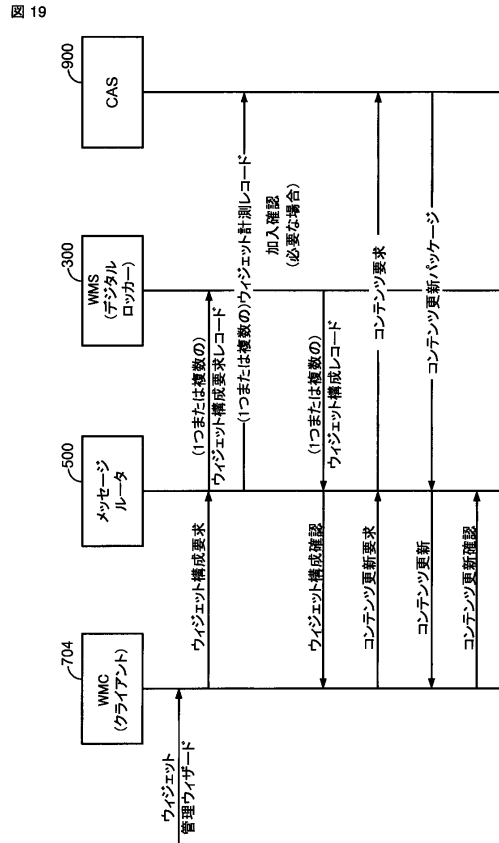 図 19
WMC
(クライアント)
704
メッセージ
ルータ
500
WMS
(デジタル
ロッカー)
300
CAS
900
ウィジェット
管理ウィザード
ウィジェット構成要求
(1つまたは複数の)
ウィジェット構成要求レコード
(1つまたは複数の)ウィジェット計測レコード
加入確認
(必要な場合)
(1つまたは複数の)
ウィジェット構成レコード
ウィジェット構成確認
コンテンツ更新要求
コンテンツ要求
コンテンツ更新パッケージ
コンテンツ更新
コンテンツ更新確認